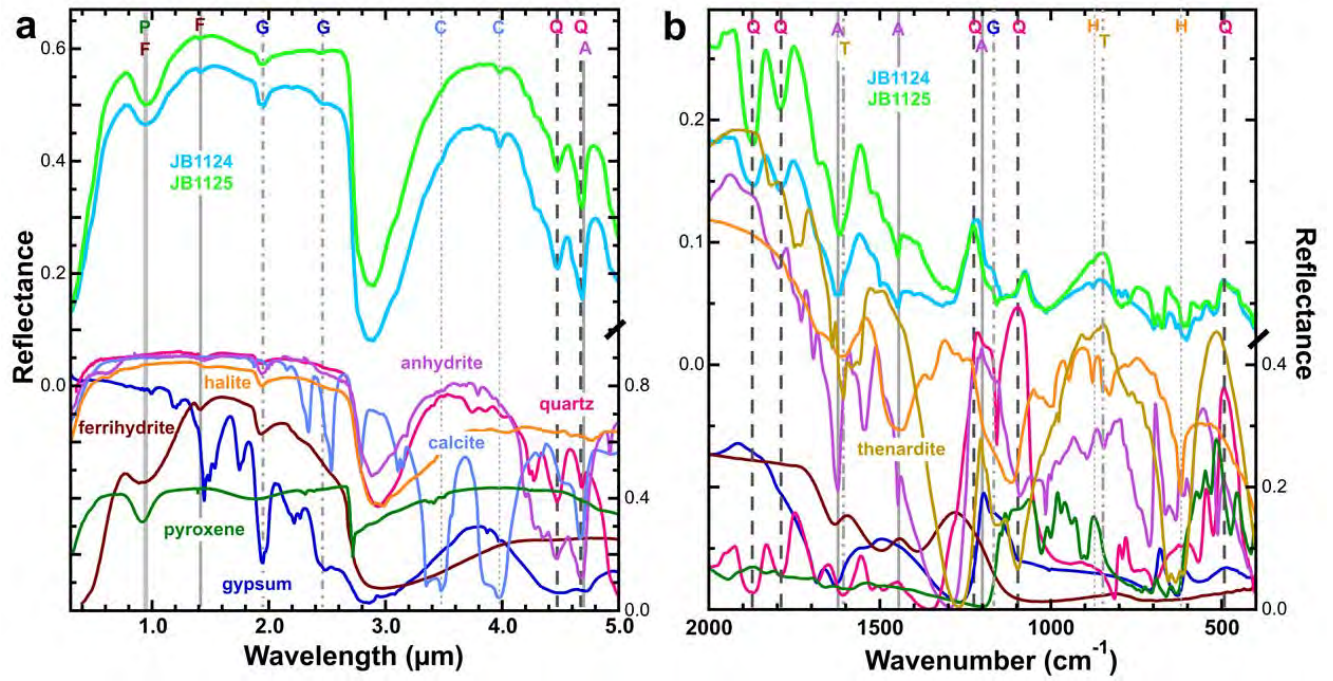 a
P F G G C C Q Q
F A
0.6
0.4
0.2
0.0
JB1124
JB1125
0.8
0.4
0.0
anhydrite
halite
quartz
ferrihydrite
calcite
pyroxene
gypsum
1.0 2.0 3.0 4.0 5.0
Wavelength (µm)
Reflectance
b
Q Q A A Q G Q H H Q
T A T
0.2
0.1
0.0
JB1124
JB1125
thenardite
0.4
0.2
0.0
2000 1500 1000 500
Wavenumber (cm-1)
Reflectance